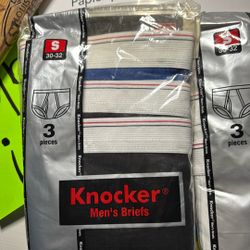 S
30-32
3
pieces
Knocker®
Men's Briefs
S
30-32
3
pieces